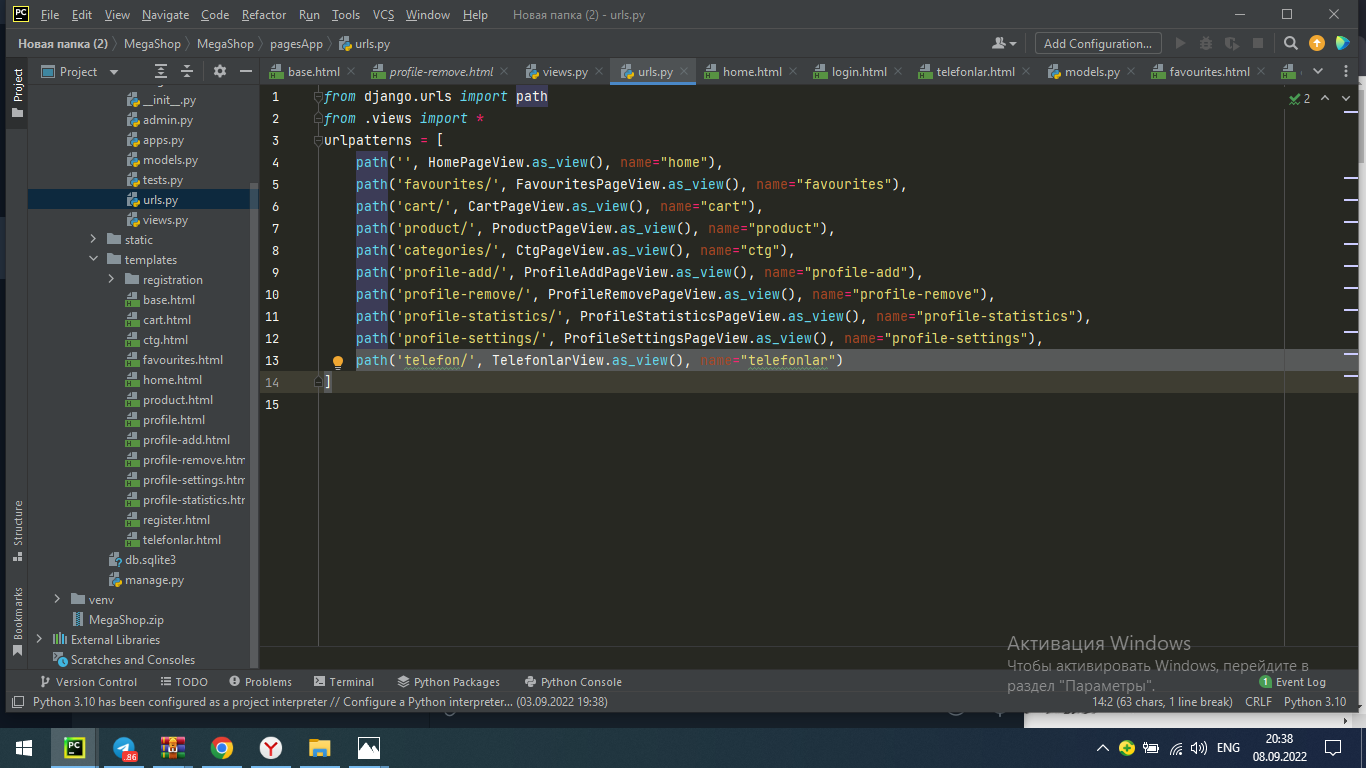 PC File Edit View Navigate Code Refactor Run Tools VCS Window Help Новая папка (2) - urls.py
Новая папка (2) MegaShop MegaShop pagesApp urls.py Add Configuration...
Project base.html profile-remove.html views.py urls.py home.html login.html telefonlar.html models.py favourites.html
Project
__init__.py
admin.py
apps.py
models.py
tests.py
urls.py
views.py
static
templates
registration
base.html
cart.html
ctg.html
favourites.html
home.html
product.html
profile.html
profile-add.html
profile-remove.htm
profile-settings.htm
profile-statistics.htr
register.html
telefonlar.html
db.sqlite3
manage.py
venv
MegaShop.zip
External Libraries
Scratches and Consoles
Structure
Bookmarks
2
1 from django.urls import path
2 from .views import *
3 urlpatterns = [
4 path('', HomePageView.as_view(), name="home"),
5 path('favourites/', FavouritesPageView.as_view(), name="favourites"),
6 path('cart/', CartPageView.as_view(), name="cart"),
7 path('product/', ProductPageView.as_view(), name="product"),
8 path('categories/', CtgPageView.as_view(), name="ctg"),
9 path('profile-add/', ProfileAddPageView.as_view(), name="profile-add"),
10 path('profile-remove/', ProfileRemovePageView.as_view(), name="profile-remove"),
11 path('profile-statistics/', ProfileStatisticsPageView.as_view(), name="profile-statistics"),
12 path('profile-settings/', ProfileSettingsPageView.as_view(), name="profile-settings"),
13 path('telefon/', TelefonlarView.as_view(), name="telefonlar")
14 ]
15
Активация Windows
Чтобы активировать Windows, перейдите в
раздел "Параметры".
Version Control TODO Problems Terminal Python Packages Python Console 1 Event Log
Python 3.10 has been configured as a project interpreter // Configure a Python interpreter... (03.09.2022 19:38) 14:2 (63 chars, 1 line break) CRLF Python 3.10
PC 86 ENG 20:38
08.09.2022